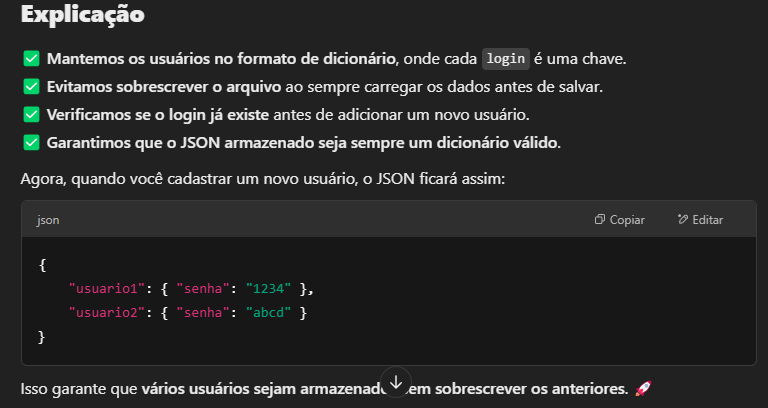 Explicação
✅ Mantemos os usuários no formato de dicionário, onde cada login é uma chave.
✅ Evitamos sobrescrever o arquivo ao sempre carregar os dados antes de salvar.
✅ Verificamos se o login já existe antes de adicionar um novo usuário.
✅ Garantimos que o JSON armazenado seja sempre um dicionário válido.
Agora, quando você cadastrar um novo usuário, o JSON ficará assim:
json Copiar Editar
{
    "usuario1": { "senha": "1234" },
    "usuario2": { "senha": "abcd" }
}
Isso garante que vários usuários sejam sobrescrever os anteriores. 🚀